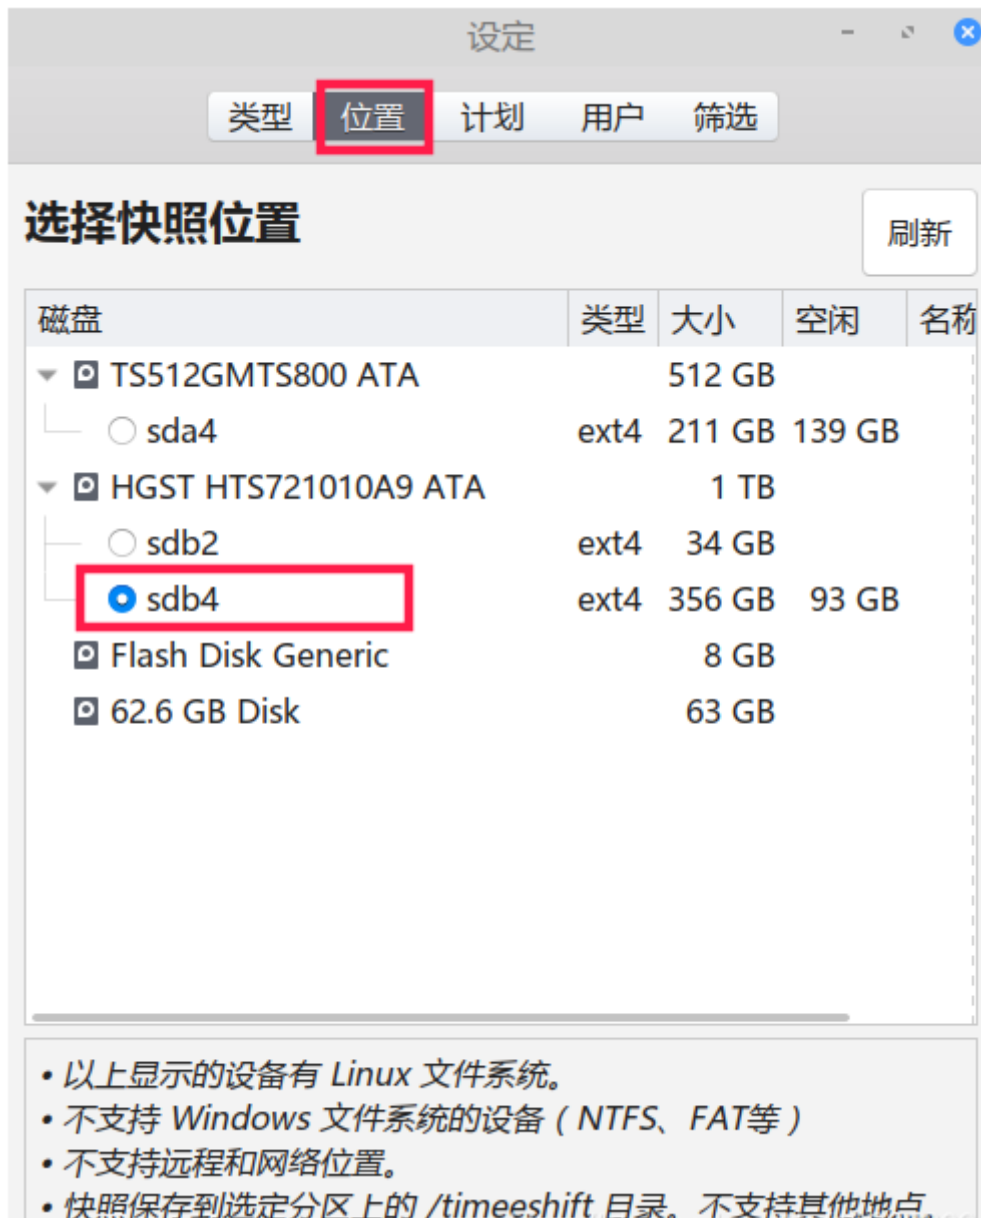 设定
类型 位置 计划 用户 筛选
选择快照位置
刷新
磁盘 类型 大小 空闲 名称
TS512GMTS800 ATA 512 GB
sda4 ext4 211 GB 139 GB
HGST HTS721010A9 ATA 1 TB
sdb2 ext4 34 GB
sdb4 ext4 356 GB 93 GB
Flash Disk Generic 8 GB
62.6 GB Disk 63 GB
• 以上显示的设备有 Linux 文件系统。
• 不支持 Windows 文件系统的设备 ( NTFS、FAT等 )
• 不支持远程和网络位置。
• 快照保存到选定分区上的 /timeeshift 目录。不支持其他地点。